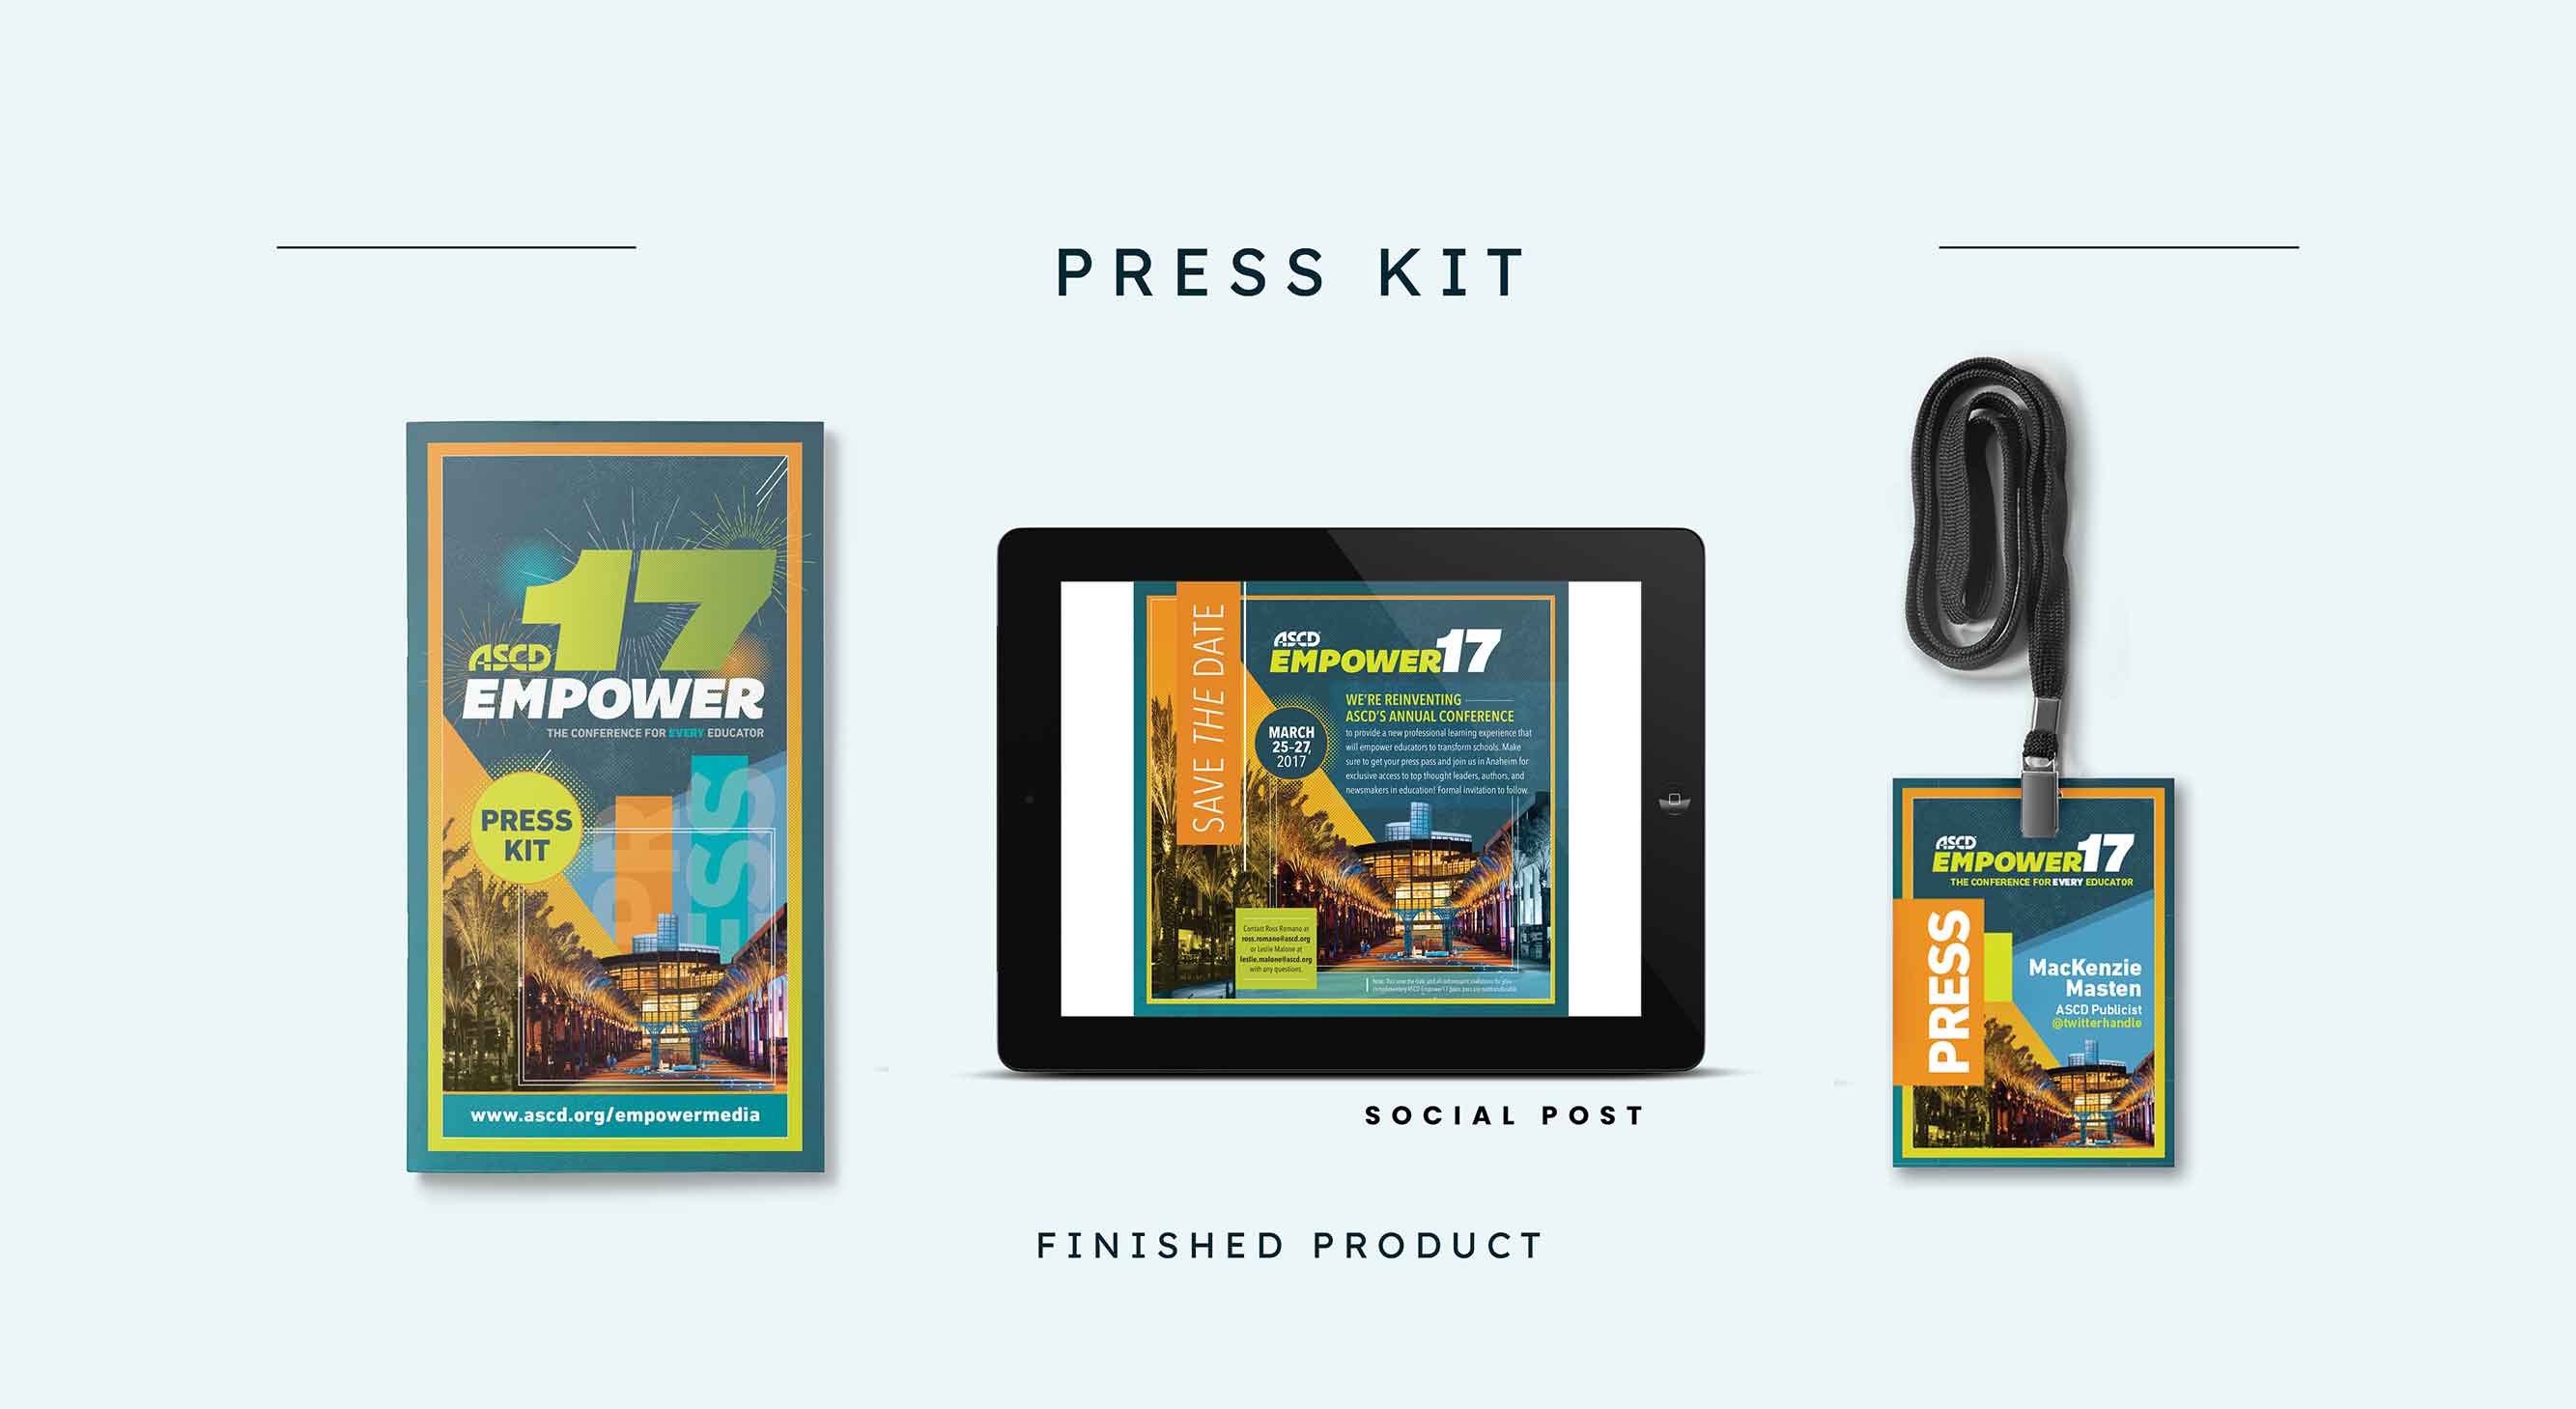 PRESS KIT
17
ASCD
EMPOWER
THE CONFERENCE FOR EVERY EDUCATOR
PRESS
KIT
PR
ESS
www.ascd.org/empowermedia
SAVE THE DATE
ASCD
EMPOWER17
MARCH
25-27,
2017
WE'RE REINVENTING
ASCD'S ANNUAL CONFERENCE
to provide a new professional learning experience that
will empower educators to transform schools. Make
sure to get your press pass and join us in Anaheim for
exclusive access to top thought leaders, authors, and
newsmakers in education! Formal invitation to follow.
Contact Ross Romano at
ross.romano@ascd.org
or Leslie Malone at
leslie.malone@ascd.org
with any questions.
SOCIAL POST
ASCD
EMPOWER17
THE CONFERENCE FOR EVERY EDUCATOR
PRESS
MacKenzie
Masten
ASCD Publicist
@twitterhandle
FINISHED PRODUCT